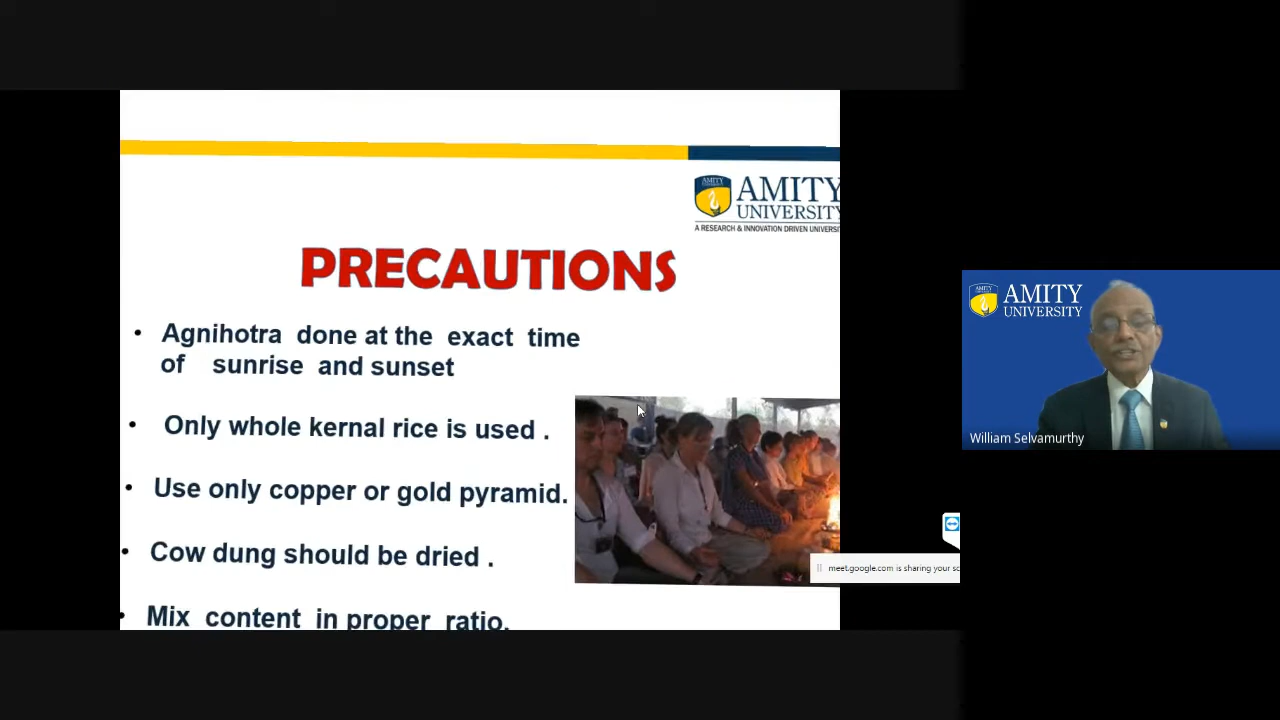 AMITY
UNIVERSITY
A RESEARCH & INNOVATION DRIVEN
PRECAUTIONS
• Agnihotra done at the exact time
of sunrise and sunset
• Only whole kernal rice is used .
• Use only copper or gold pyramid.
• Cow dung should be dried .
• Mix content in proper ratio.
meet.google.com is sharing your
AMITY
UNIVERSITY
William Selvamurthy